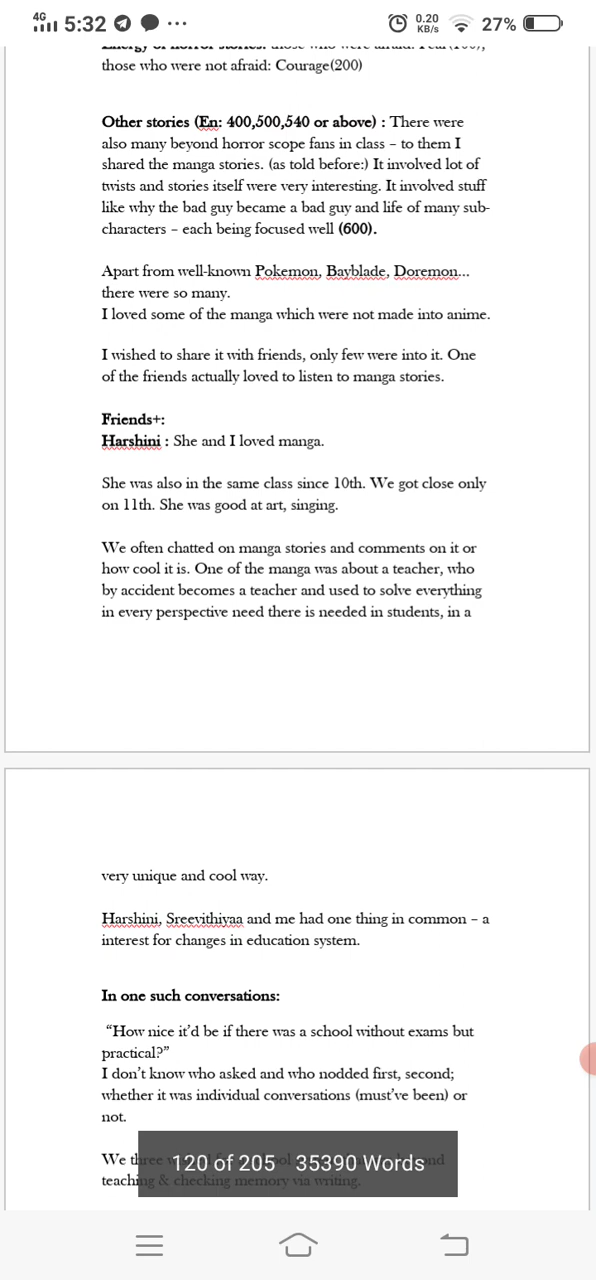 4G 5:32 ... 0.20 KB/s 27%
those who were not afraid: Courage(200)
Other stories (En: 400,500,540 or above) : There were
also many beyond horror scope fans in class – to them I
shared the manga stories. (as told before:) It involved lot of
twists and stories itself were very interesting. It involved stuff
like why the bad guy became a bad guy and life of many sub-
characters – each being focused well (600).
Apart from well-known Pokemon, Bayblade, Doremon...
there were so many.
I loved some of the manga which were not made into anime.
I wished to share it with friends, only few were into it. One
of the friends actually loved to listen to manga stories.
Friends+:
Harshini : She and I loved manga.
She was also in the same class since 10th. We got close only
on 11th. She was good at art, singing.
We often chatted on manga stories and comments on it or
how cool it is. One of the manga was about a teacher, who
by accident becomes a teacher and used to solve everything
in every perspective need there is needed in students, in a
very unique and cool way.
Harshini, Sreevithiyaa and me had one thing in common – a
interest for changes in education system.
In one such conversations:
“How nice it’d be if there was a school without exams but
practical?”
I don’t know who asked and who nodded first, second;
whether it was individual conversations (must’ve been) or
not.
We three
120 of 205 35390 Words
teaching & checking memory via writing.